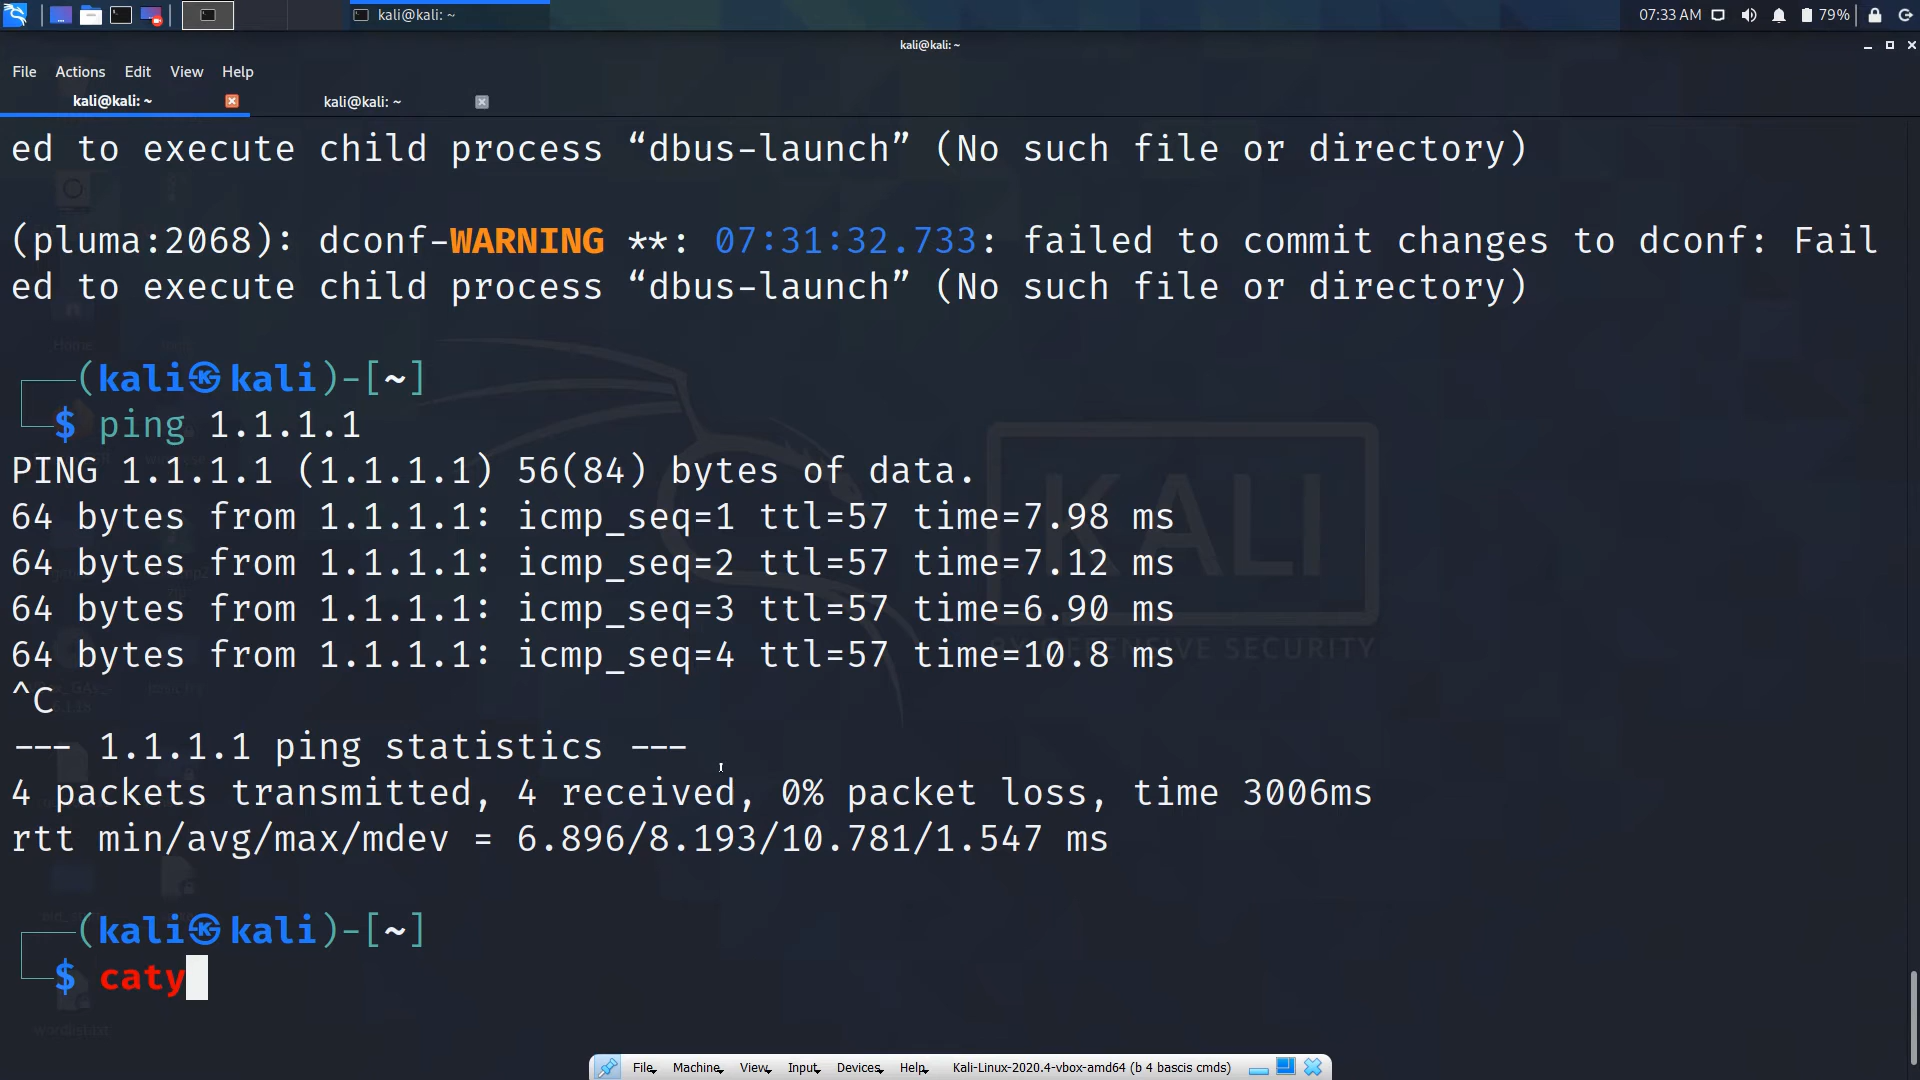 kali@kali: ~
07:33 AM
79%
kali@kali: ~
File Actions Edit View Help
kali@kali: ~ kali@kali: ~
ed to execute child process “dbus-launch” (No such file or directory)
(pluma:2068): dconf-WARNING **: 07:31:32.733: failed to commit changes to dconf: Fail
ed to execute child process “dbus-launch” (No such file or directory)
(kali㉿kali)-[~]
$ ping 1.1.1.1
PING 1.1.1.1 (1.1.1.1) 56(84) bytes of data.
64 bytes from 1.1.1.1: icmp_seq=1 ttl=57 time=7.98 ms
64 bytes from 1.1.1.1: icmp_seq=2 ttl=57 time=7.12 ms
64 bytes from 1.1.1.1: icmp_seq=3 ttl=57 time=6.90 ms
64 bytes from 1.1.1.1: icmp_seq=4 ttl=57 time=10.8 ms
^C
--- 1.1.1.1 ping statistics ---
4 packets transmitted, 4 received, 0% packet loss, time 3006ms
rtt min/avg/max/mdev = 6.896/8.193/10.781/1.547 ms
(kali㉿kali)-[~]
$ caty
Home
KALI
BY OFFENSIVE SECURITY
wordlist.txt
File Machine View Input Devices Help Kali-Linux-2020.4-vbox-amd64 (b 4 bascis cmds)